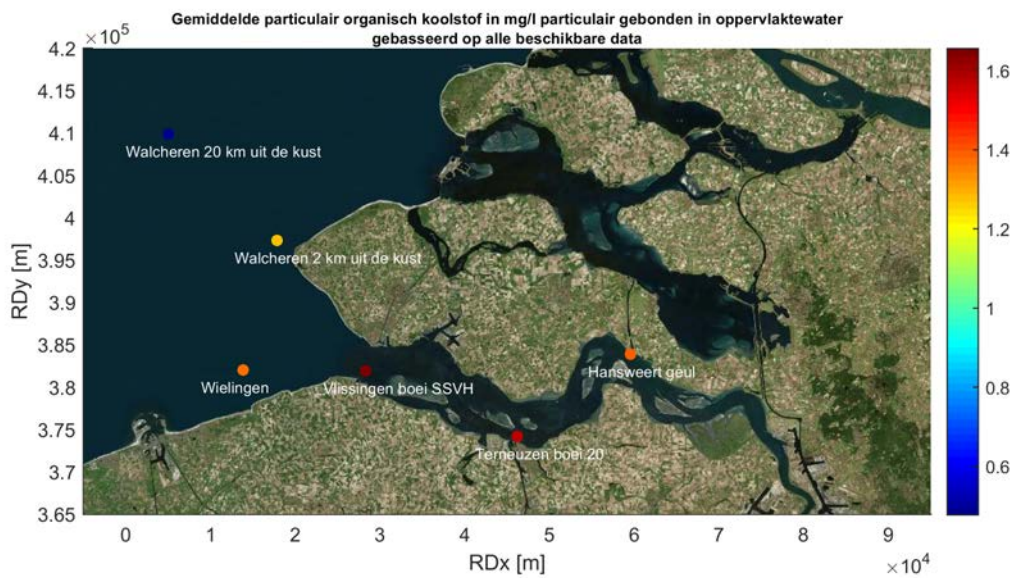 Gemiddelde particulair organisch koolstof in mg/l particulair gebonden in oppervlaktewater
gebasseerd op alle beschikbare data
×10⁵
4.2
4.15
4.1
4.05
4
3.95
3.9
3.85
3.8
3.75
3.7
3.65
RDy [m]
Walcheren 20 km uit de kust
Walcheren 2 km uit de kust
Wielingen
Vlissingen boei SSVH
Hansweert geul
Terneuzen boei 20
0 1 2 3 4 5 6 7 8 9
RDx [m]
×10⁴
1.6
1.4
1.2
1
0.8
0.6